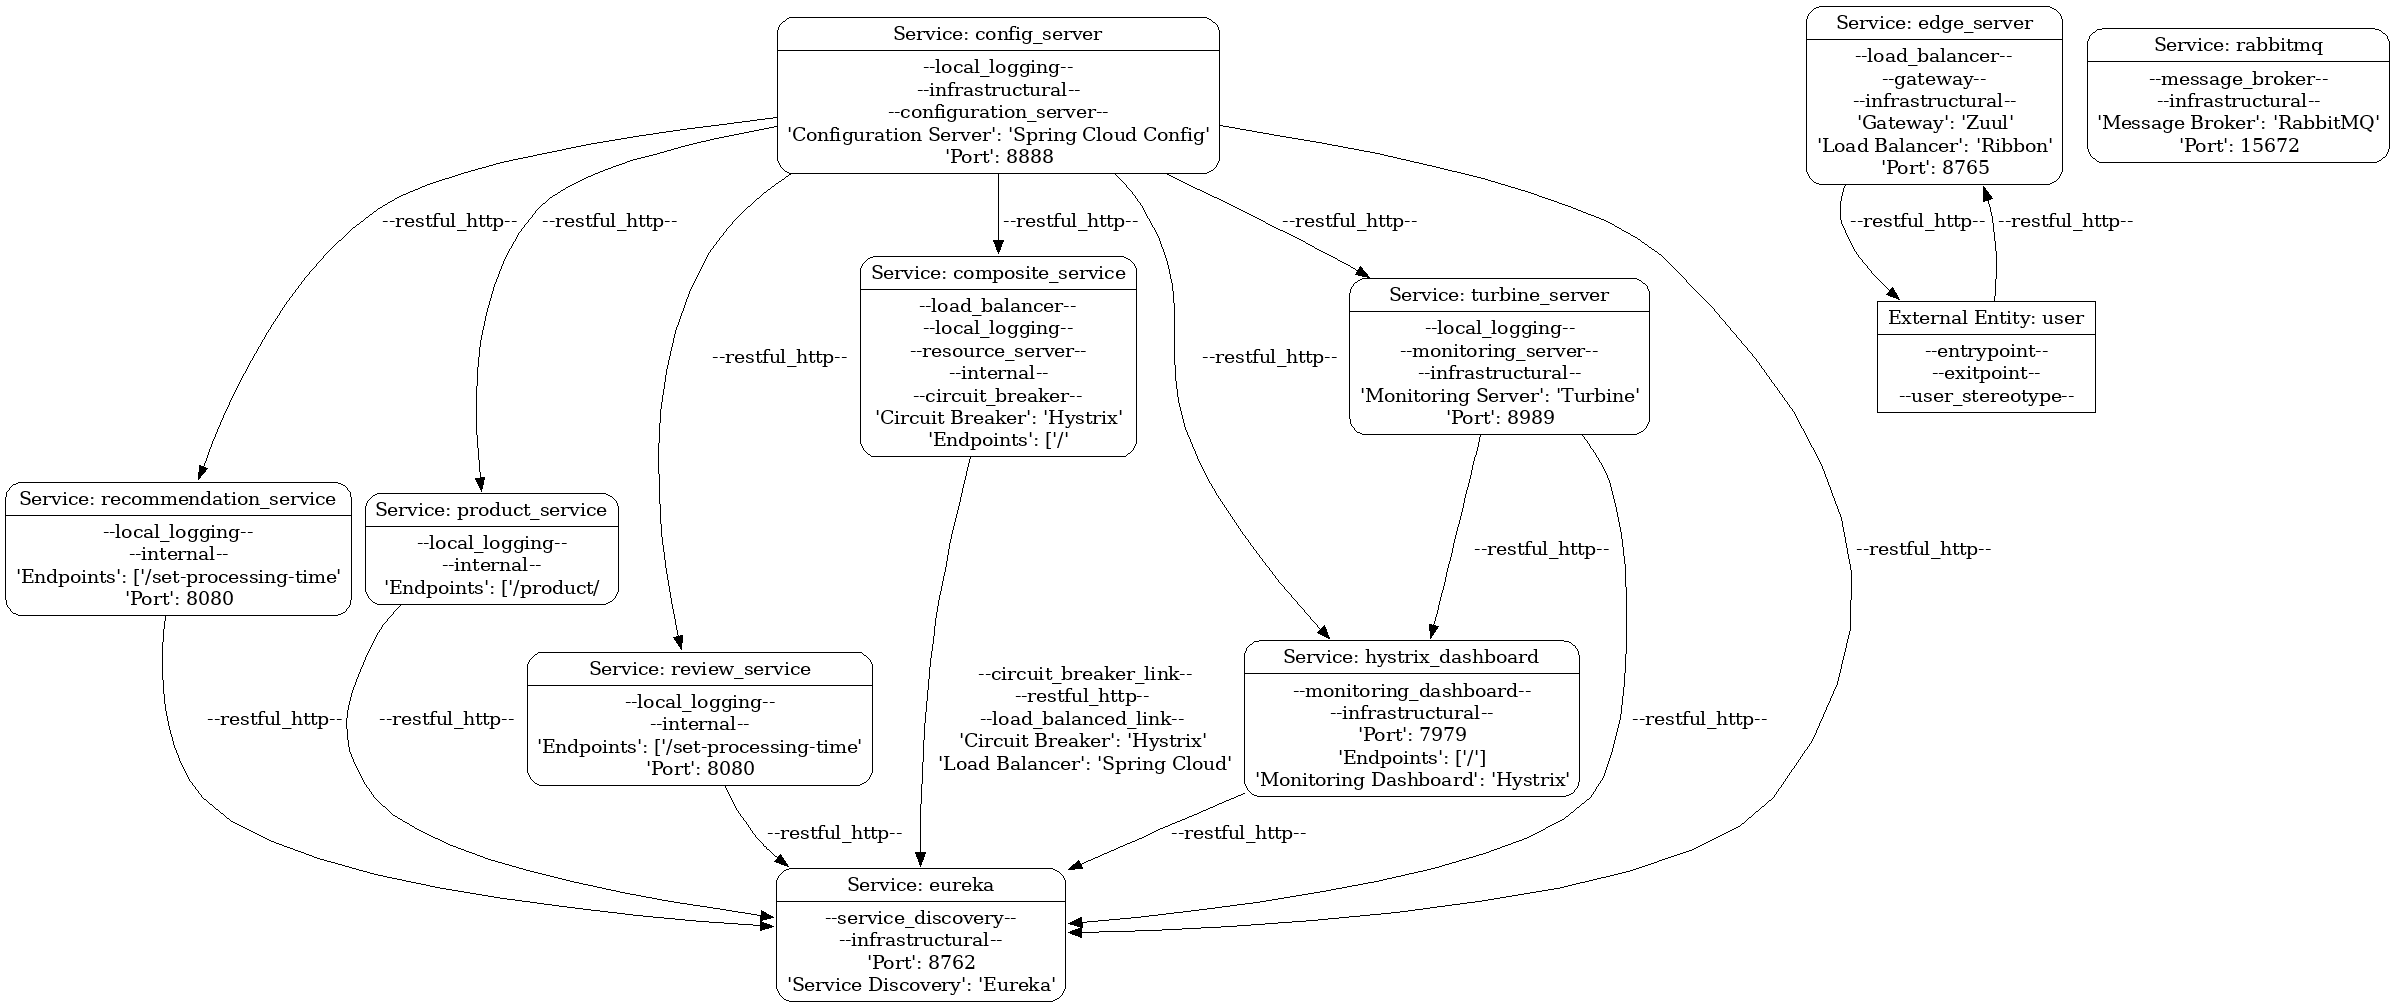 Service: config_server
--local_logging--
--infrastructural--
--configuration_server--
'Configuration Server': 'Spring Cloud Config'
'Port': 8888
Service: edge_server
--load_balancer--
--gateway--
--infrastructural--
'Gateway': 'Zuul'
'Load Balancer': 'Ribbon'
'Port': 8765
Service: rabbitmq
--message_broker--
--infrastructural--
'Message Broker': 'RabbitMQ'
'Port': 15672
--restful_http--
--restful_http--
--restful_http--
--restful_http--
--restful_http--
--restful_http--
--restful_http--
Service: composite_service
--load_balancer--
--local_logging--
--resource_server--
--internal--
--circuit_breaker--
'Circuit Breaker': 'Hystrix'
'Endpoints': ['/'
--restful_http--
Service: turbine_server
--local_logging--
--monitoring_server--
--infrastructural--
'Monitoring Server': 'Turbine'
'Port': 8989
External Entity: user
--entrypoint--
--exitpoint--
--user_stereotype--
Service: recommendation_service
--local_logging--
--internal--
'Endpoints': ['/set-processing-time'
'Port': 8080
Service: product_service
--local_logging--
--internal--
'Endpoints': ['/product/
--restful_http--
--restful_http--
--restful_http--
--restful_http--
Service: review_service
--local_logging--
--internal--
'Endpoints': ['/set-processing-time'
'Port': 8080
--circuit_breaker_link--
--restful_http--
--load_balanced_link--
'Circuit Breaker': 'Hystrix'
'Load Balancer': 'Spring Cloud'
Service: hystrix_dashboard
--monitoring_dashboard--
--infrastructural--
'Port': 7979
'Endpoints': ['/']
'Monitoring Dashboard': 'Hystrix'
--restful_http--
--restful_http--
--restful_http--
Service: eureka
--service_discovery--
--infrastructural--
'Port': 8762
'Service Discovery': 'Eureka'